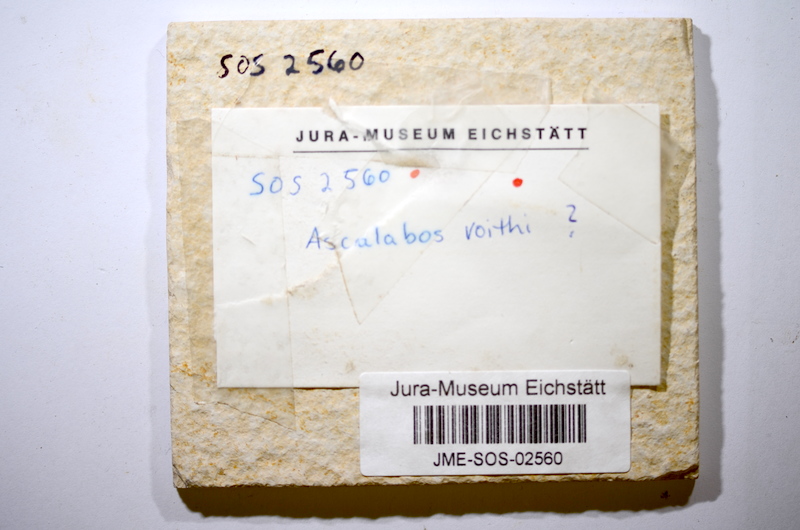 SOS 2560
JURA-MUSEUM EICHSTÄTT
SOS 2560
Ascalabos voithi ?
Jura-Museum Eichstätt
JME-SOS-02560